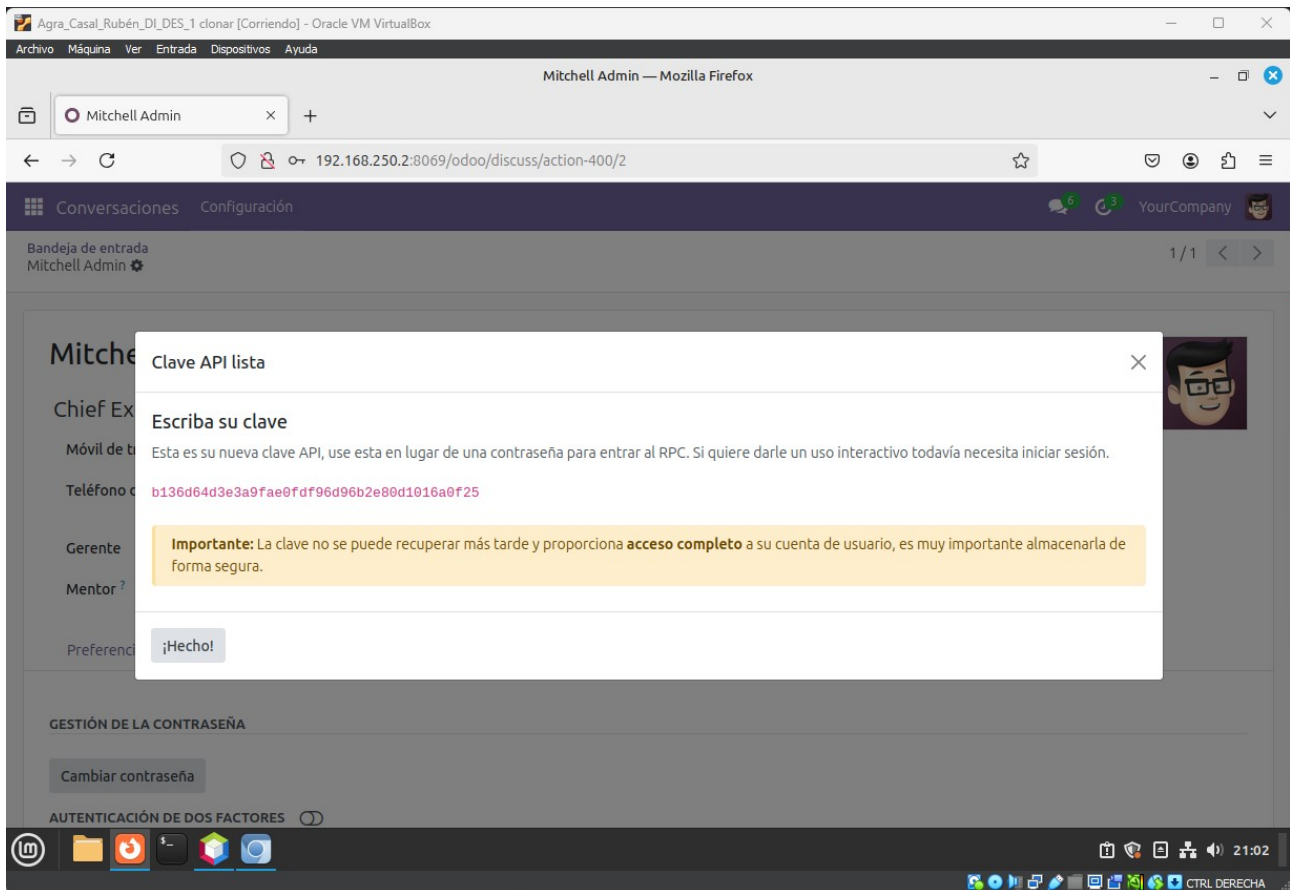 Agra_Casal_Rubén_DI_DES_1 clonar [Corriendo] - Oracle VM VirtualBox
Archivo Máquina Ver Entrada Dispositivos Ayuda
Mitchell Admin — Mozilla Firefox
Mitchell Admin
192.168.250.2:8069/odoo/discuss/action-400/2
Conversaciones Configuración 6 3 YourCompany
Bandeja de entrada
Mitchell Admin 1 / 1
Mitche
Clave API lista
Chief Ex
Escriba su clave
Móvil de t
Esta es su nueva clave API, use esta en lugar de una contraseña para entrar al RPC. Si quiere darle un uso interactivo todavía necesita iniciar sesión.
Teléfono
b136d64d3e3a9fae0fdf96d96b2e80d1016a0f25
Gerente
Importante: La clave no se puede recuperar más tarde y proporciona acceso completo a su cuenta de usuario, es muy importante almacenarla de
forma segura.
Mentor ?
Preferenci
¡Hecho!
GESTIÓN DE LA CONTRASEÑA
Cambiar contraseña
AUTENTICACIÓN DE DOS FACTORES
21:02
CTRL DERECHA